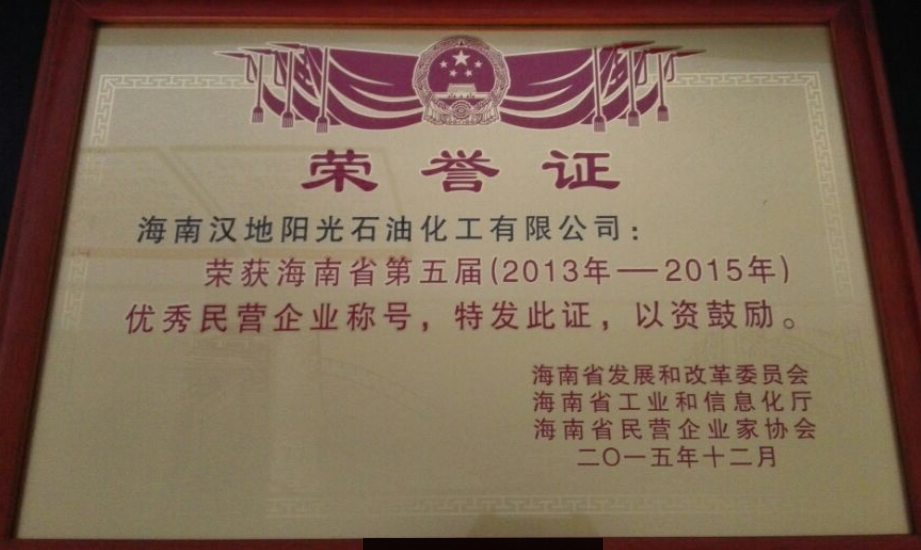 荣誉证
海南汉地阳光石油化工有限公司：
荣获海南省第五届(2013年—2015年)
优秀民营企业称号，特发此证，以资鼓励。
海南省发展和改革委员会
海南省工业和信息化厅
海南省民营企业家协会
二〇一五年十二月